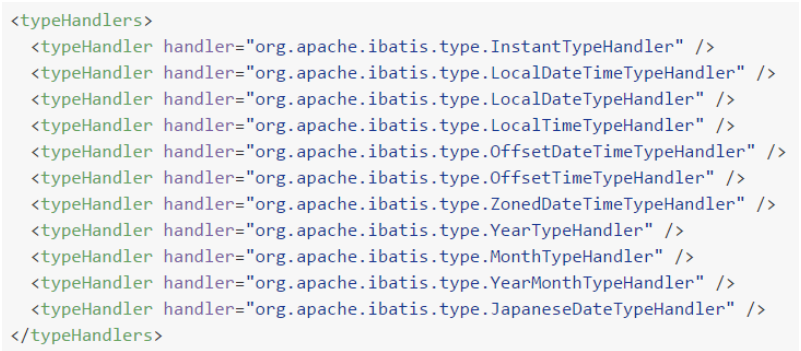 <typeHandlers>
  <typeHandler handler="org.apache.ibatis.type.InstantTypeHandler" />
  <typeHandler handler="org.apache.ibatis.type.LocalDateTimeTypeHandler" />
  <typeHandler handler="org.apache.ibatis.type.LocalDateTypeHandler" />
  <typeHandler handler="org.apache.ibatis.type.LocalTimeTypeHandler" />
  <typeHandler handler="org.apache.ibatis.type.OffsetDateTimeTypeHandler" />
  <typeHandler handler="org.apache.ibatis.type.OffsetTimeTypeHandler" />
  <typeHandler handler="org.apache.ibatis.type.ZonedDateTimeTypeHandler" />
  <typeHandler handler="org.apache.ibatis.type.YearTypeHandler" />
  <typeHandler handler="org.apache.ibatis.type.MonthTypeHandler" />
  <typeHandler handler="org.apache.ibatis.type.YearMonthTypeHandler" />
  <typeHandler handler="org.apache.ibatis.type.JapaneseDateTypeHandler" />
</typeHandlers>